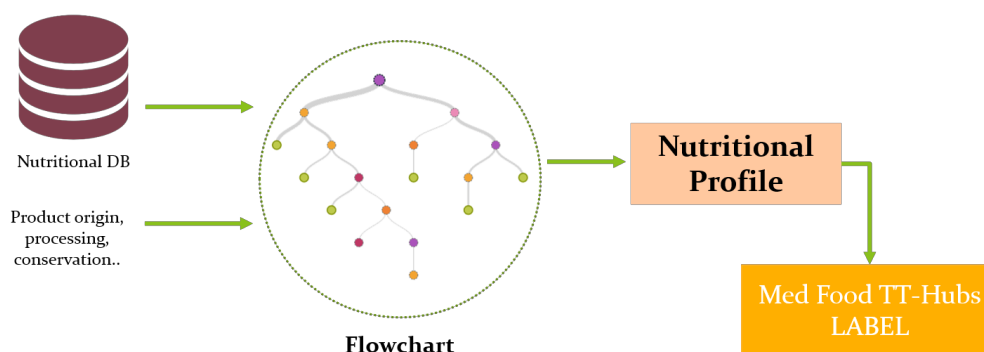 Nutritional DB
Product origin,
processing,
conservation..
Flowchart
Nutritional
Profile
Med Food TT-Hubs
LABEL